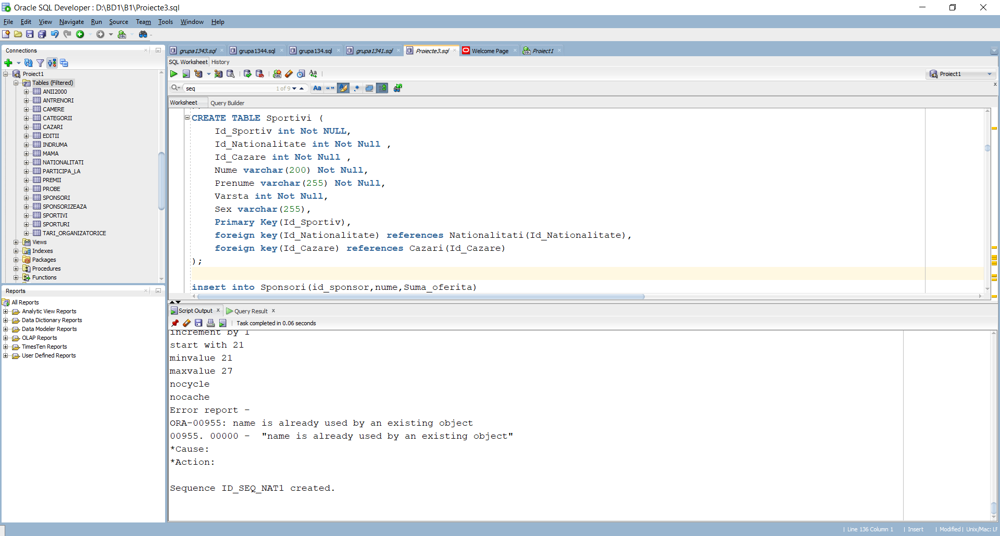 Oracle SQL Developer : D:\BD1\B1\Proiecte3.sql
File Edit View Navigate Run Source Team Tools Window Help
Connections
Proiect1
Tables (Filtered)
ANII2000
ANTRENORI
CAMERE
CATEGORII
CAZARI
EDITII
INDRUMA
MAMA
NATIONALITATI
PARTICIPA_LA
PREMII
PROBE
SPONSORI
SPONSORIZEAZA
SPORTIVI
SPORTURI
TARI_ORGANIZATORICE
Views
Indexes
Packages
Procedures
Functions
Reports
All Reports
Analytic View Reports
Data Dictionary Reports
Data Modeler Reports
OLAP Reports
TimesTen Reports
User Defined Reports
grupa1343.sql grupa1344.sql grupa134.sql grupa1341.sql Proiecte3.sql Welcome Page Proiect1
SQL Worksheet History
Proiect1
seq 1 of 9 Aa “”
Worksheet Query Builder
CREATE TABLE Sportivi (
Id_Sportiv int Not NULL,
Id_Nationalitate int Not Null ,
Id_Cazare int Not Null ,
Nume varchar(200) Not Null,
Prenume varchar(255) Not Null,
Varsta int Not Null,
Sex varchar(255),
Primary Key(Id_Sportiv),
foreign key(Id_Nationalitate) references Nationalitati(Id_Nationalitate),
foreign key(Id_Cazare) references Cazari(Id_Cazare)
);
insert into Sponsori(id_sponsor,nume,Suma_oferita)
Script Output Query Result
Task completed in 0.06 seconds
increment by 1
start with 21
minvalue 21
maxvalue 27
nocycle
nocache
Error report -
ORA-00955: name is already used by an existing object
00955. 00000 - "name is already used by an existing object"
*Cause:
*Action:
Sequence ID_SEQ_NAT1 created.
Line 136 Column 1 | Insert | Modified | Unix/Mac: LF